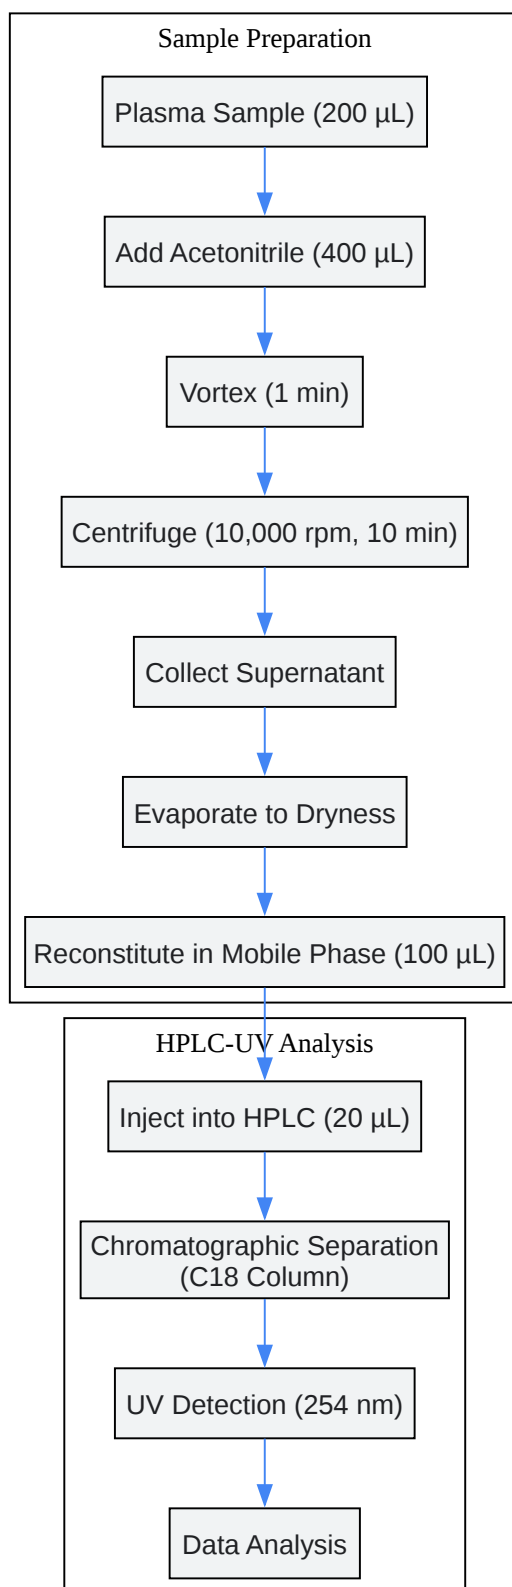 Sample Preparation
Plasma Sample (200 µL)
Add Acetonitrile (400 µL)
Vortex (1 min)
Centrifuge (10,000 rpm, 10 min)
Collect Supernatant
Evaporate to Dryness
Reconstitute in Mobile Phase (100 µL)
HPLC-UV Analysis
Inject into HPLC (20 µL)
Chromatographic Separation
(C18 Column)
UV Detection (254 nm)
Data Analysis